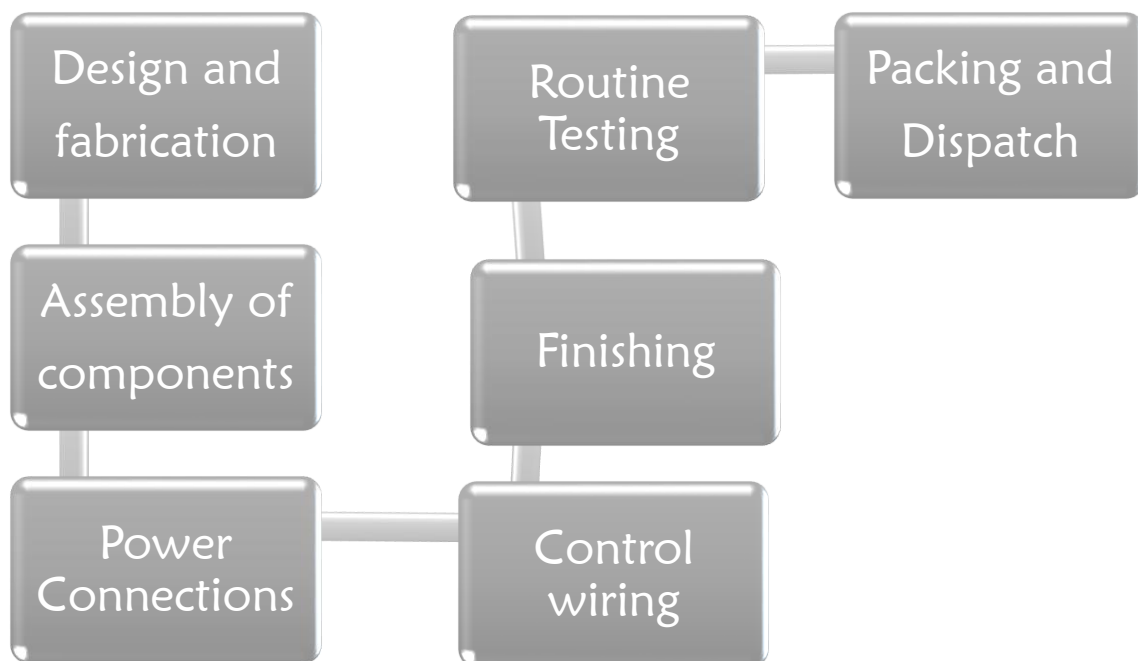 Design and
fabrication
Assembly of
components
Power
Connections
Control
wiring
Finishing
Routine
Testing
Packing and
Dispatch